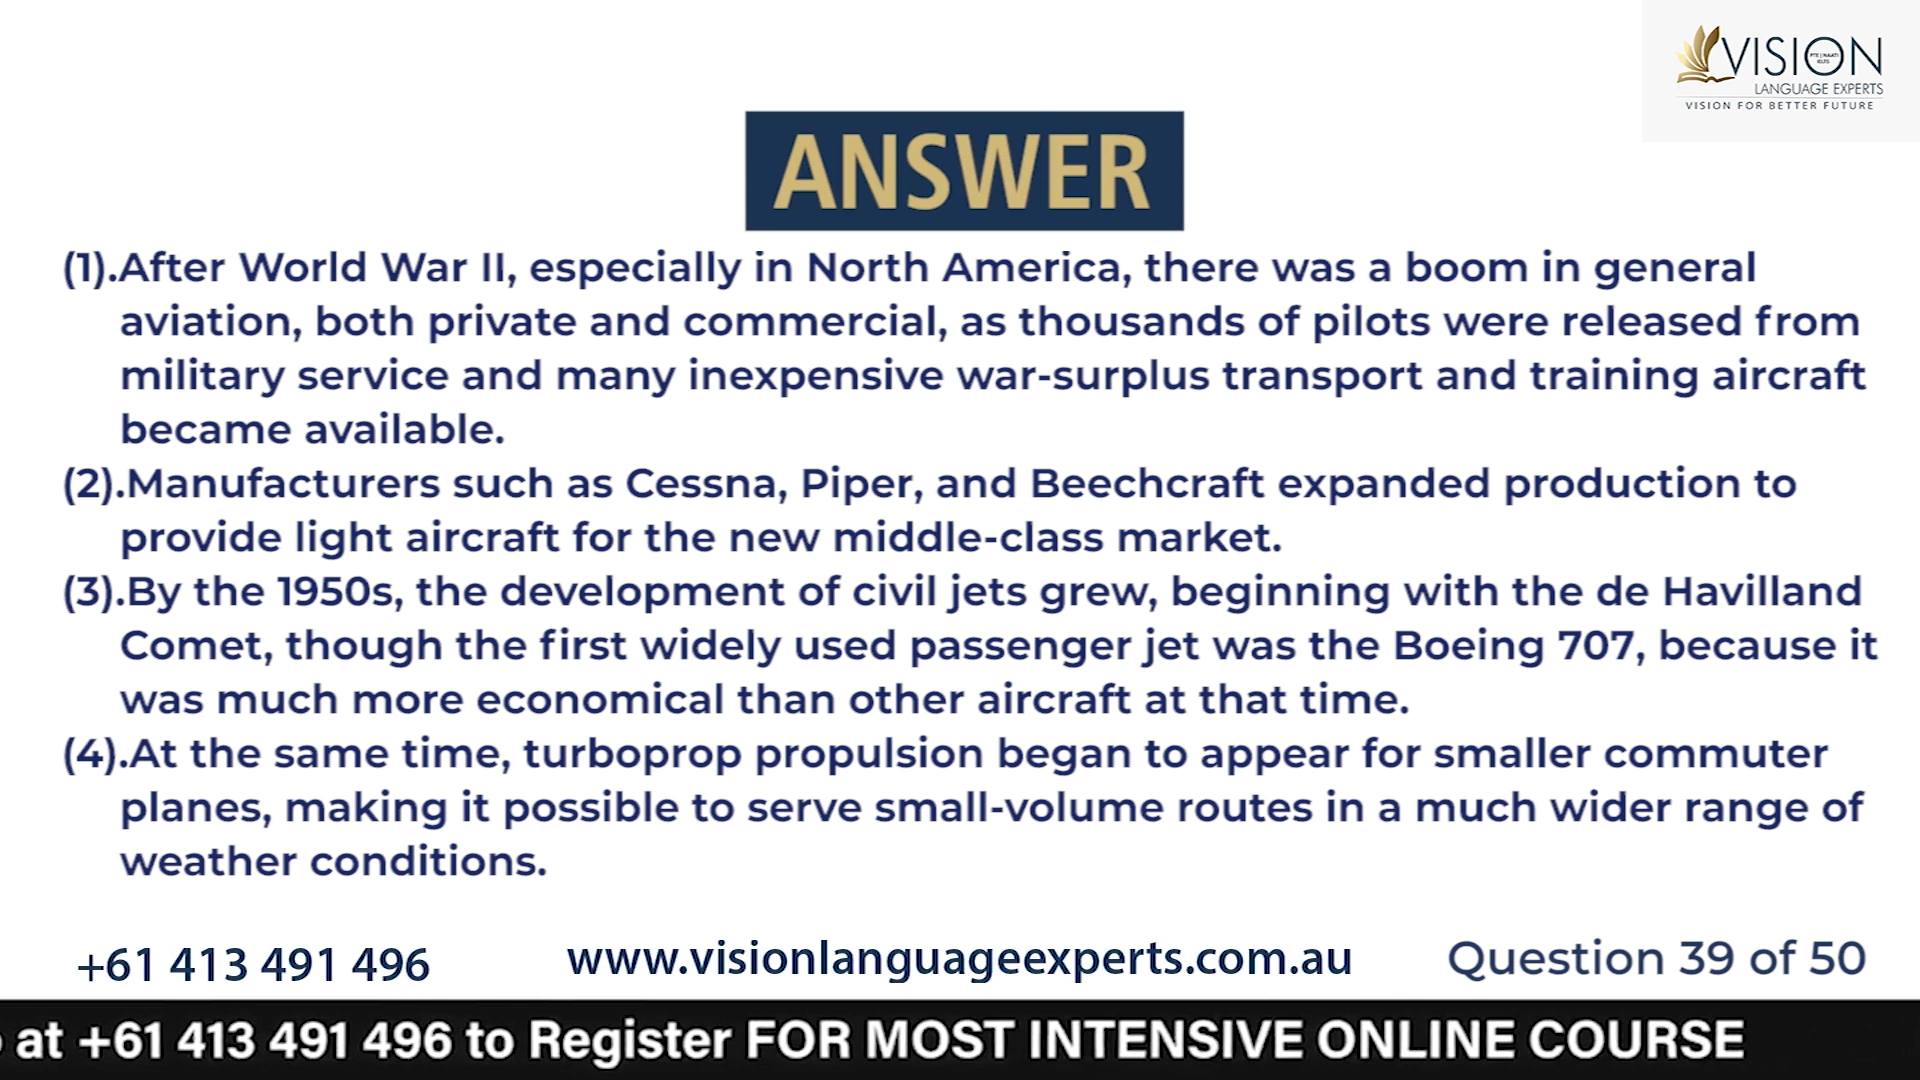 VISION
LANGUAGE EXPERTS
VISION FOR BETTER FUTURE
ANSWER
(1).After World War II, especially in North America, there was a boom in general
aviation, both private and commercial, as thousands of pilots were released from
military service and many inexpensive war-surplus transport and training aircraft
became available.
(2).Manufacturers such as Cessna, Piper, and Beechcraft expanded production to
provide light aircraft for the new middle-class market.
(3).By the 1950s, the development of civil jets grew, beginning with the de Havilland
Comet, though the first widely used passenger jet was the Boeing 707, because it
was much more economical than other aircraft at that time.
(4).At the same time, turboprop propulsion began to appear for smaller commuter
planes, making it possible to serve small-volume routes in a much wider range of
weather conditions.
+61 413 491 496 www.visionlanguageexperts.com.au Question 39 of 50
at +61 413 491 496 to Register FOR MOST INTENSIVE ONLINE COURSE